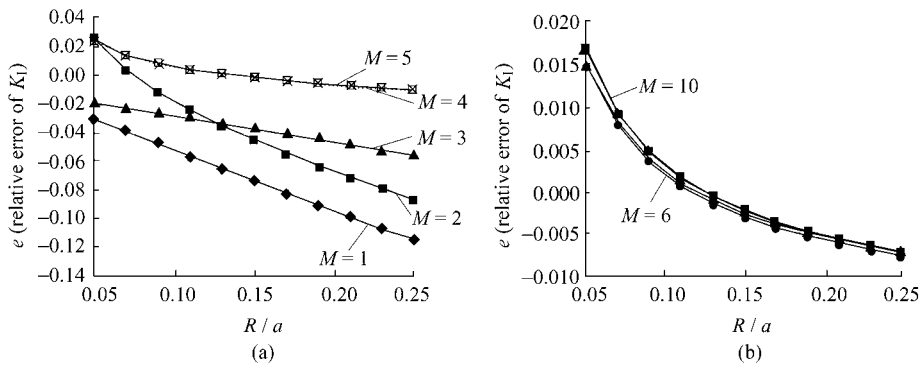 0.04
0.02
0.00
−0.02
−0.04
−0.06
−0.08
−0.10
−0.12
−0.14
e (relative error of K_I)
M = 5
M = 4
M = 3
M = 2
M = 1
0.05 0.10 0.15 0.20 0.25
R / a
(a)
0.020
0.015
0.010
0.005
0.000
−0.005
−0.010
e (relative error of K_I)
M = 10
M = 6
0.05 0.10 0.15 0.20 0.25
R / a
(b)